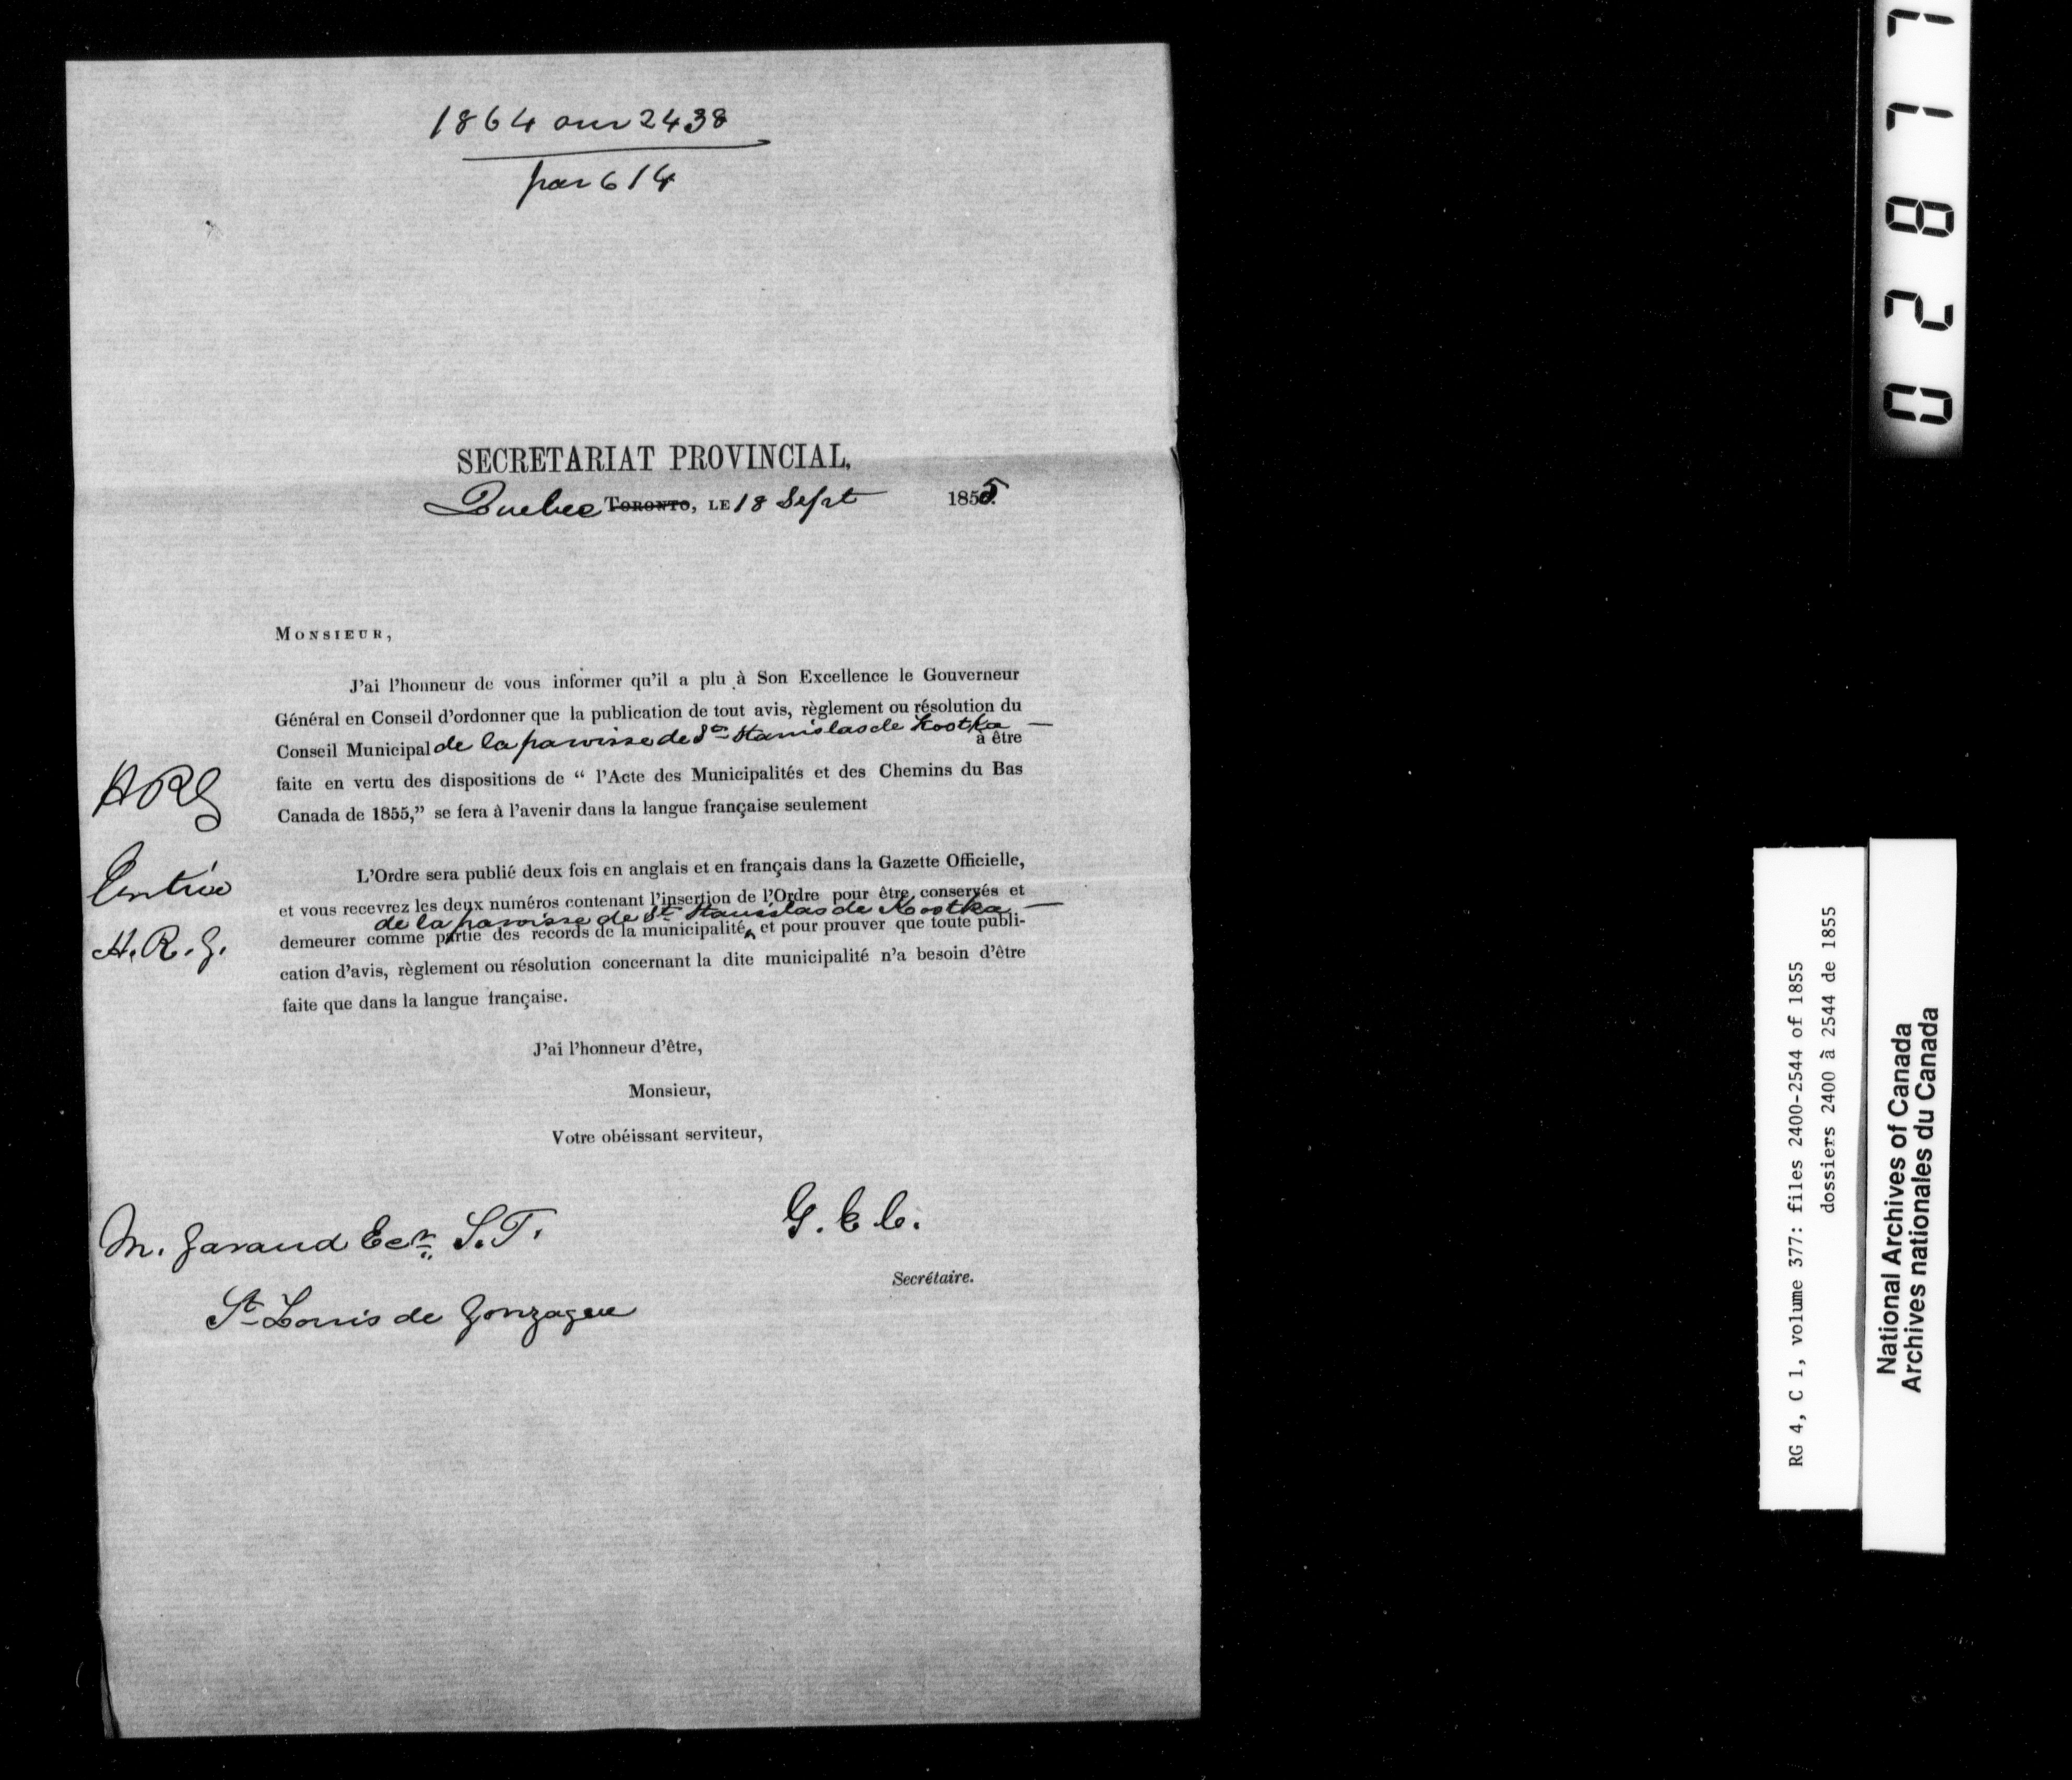 1864 our 2438
par 614
SECRETARIAT PROVINCIAL,
Quebec TORONTO, LE 18 Sept 1855.
MONSIEUR,
J'ai l'honneur de vous informer qu'il a plu à Son Excellence le Gouverneur
Général en Conseil d'ordonner que la publication de tout avis, règlement ou résolution du
Conseil Municipal de la paroisse de St Stanislas de Kostka — à être
faite en vertu des dispositions de “ l'Acte des Municipalités et des Chemins du Bas
Canada de 1855,” se fera à l'avenir dans la langue française seulement
L'Ordre sera publié deux fois en anglais et en français dans la Gazette Officielle,
et vous recevrez les deux numéros contenant l'insertion de l'Ordre pour être conservés et
de la paroisse de St Stanislas de Kostka —
demeurer comme partie des records de la municipalité, et pour prouver que toute publi-
cation d'avis, règlement ou résolution concernant la dite municipalité n'a besoin d'être
faite que dans la langue française.
Entrée
H.R.G.
J'ai l'honneur d'être,
Monsieur,
Votre obéissant serviteur,
G. E. C.
Secrétaire.
M. Garaud Ecr. S.T.
St Louis de Gonzague
02817
RG 4, C 1, volume 377: files 2400-2544 of 1855
dossiers 2400 à 2544 de 1855
National Archives of Canada
Archives nationales du Canada